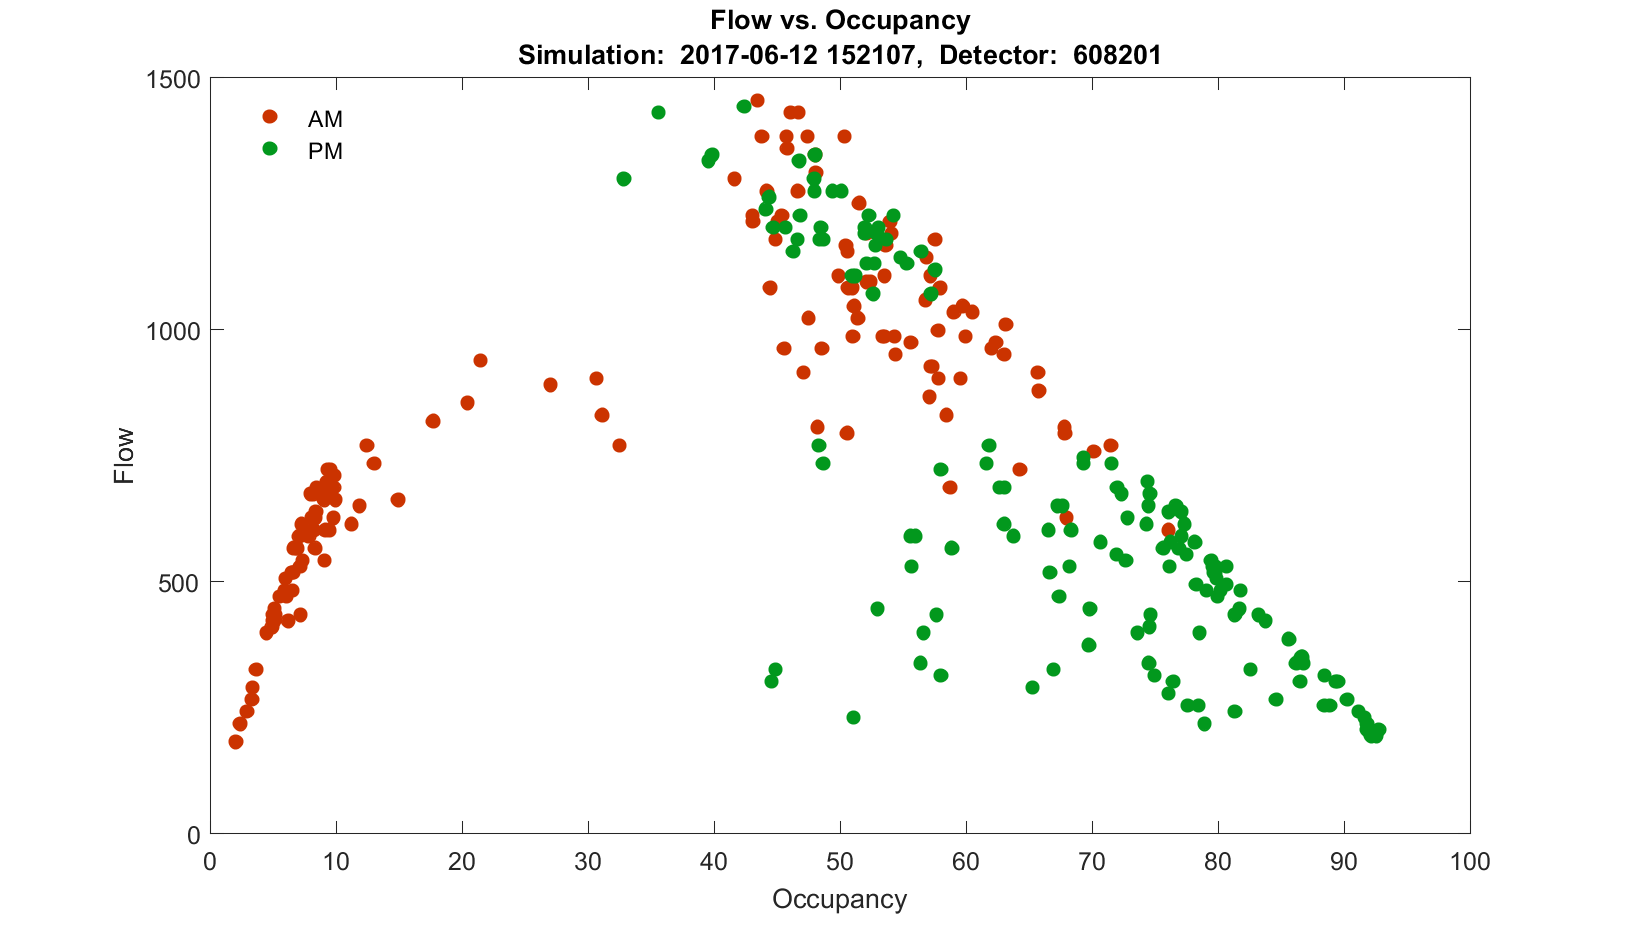 Flow vs. Occupancy
Simulation:  2017-06-12 152107,  Detector:  608201
1500
AM
PM
1000
Flow
500
0
0 10 20 30 40 50 60 70 80 90 100
Occupancy